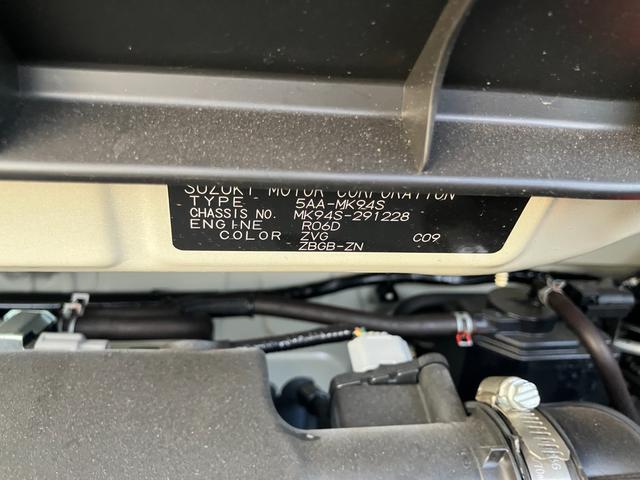 SUZUKI MOTOR CORPORATION
TYPE 5AA-MK94S
CHASSIS NO. MK94S-291228
ENGINE R06D
COLOR ZVG C09
ZBGB-ZN